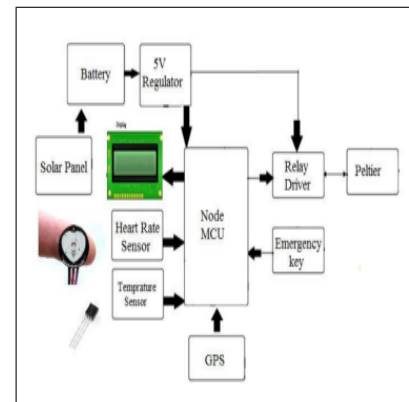 Battery
5V
Regulator
Display
Solar Panel
Node
MCU
Relay
Driver
Peltier
Heart Rate
Sensor
Emergency
key
Temprature
Sensor
GPS